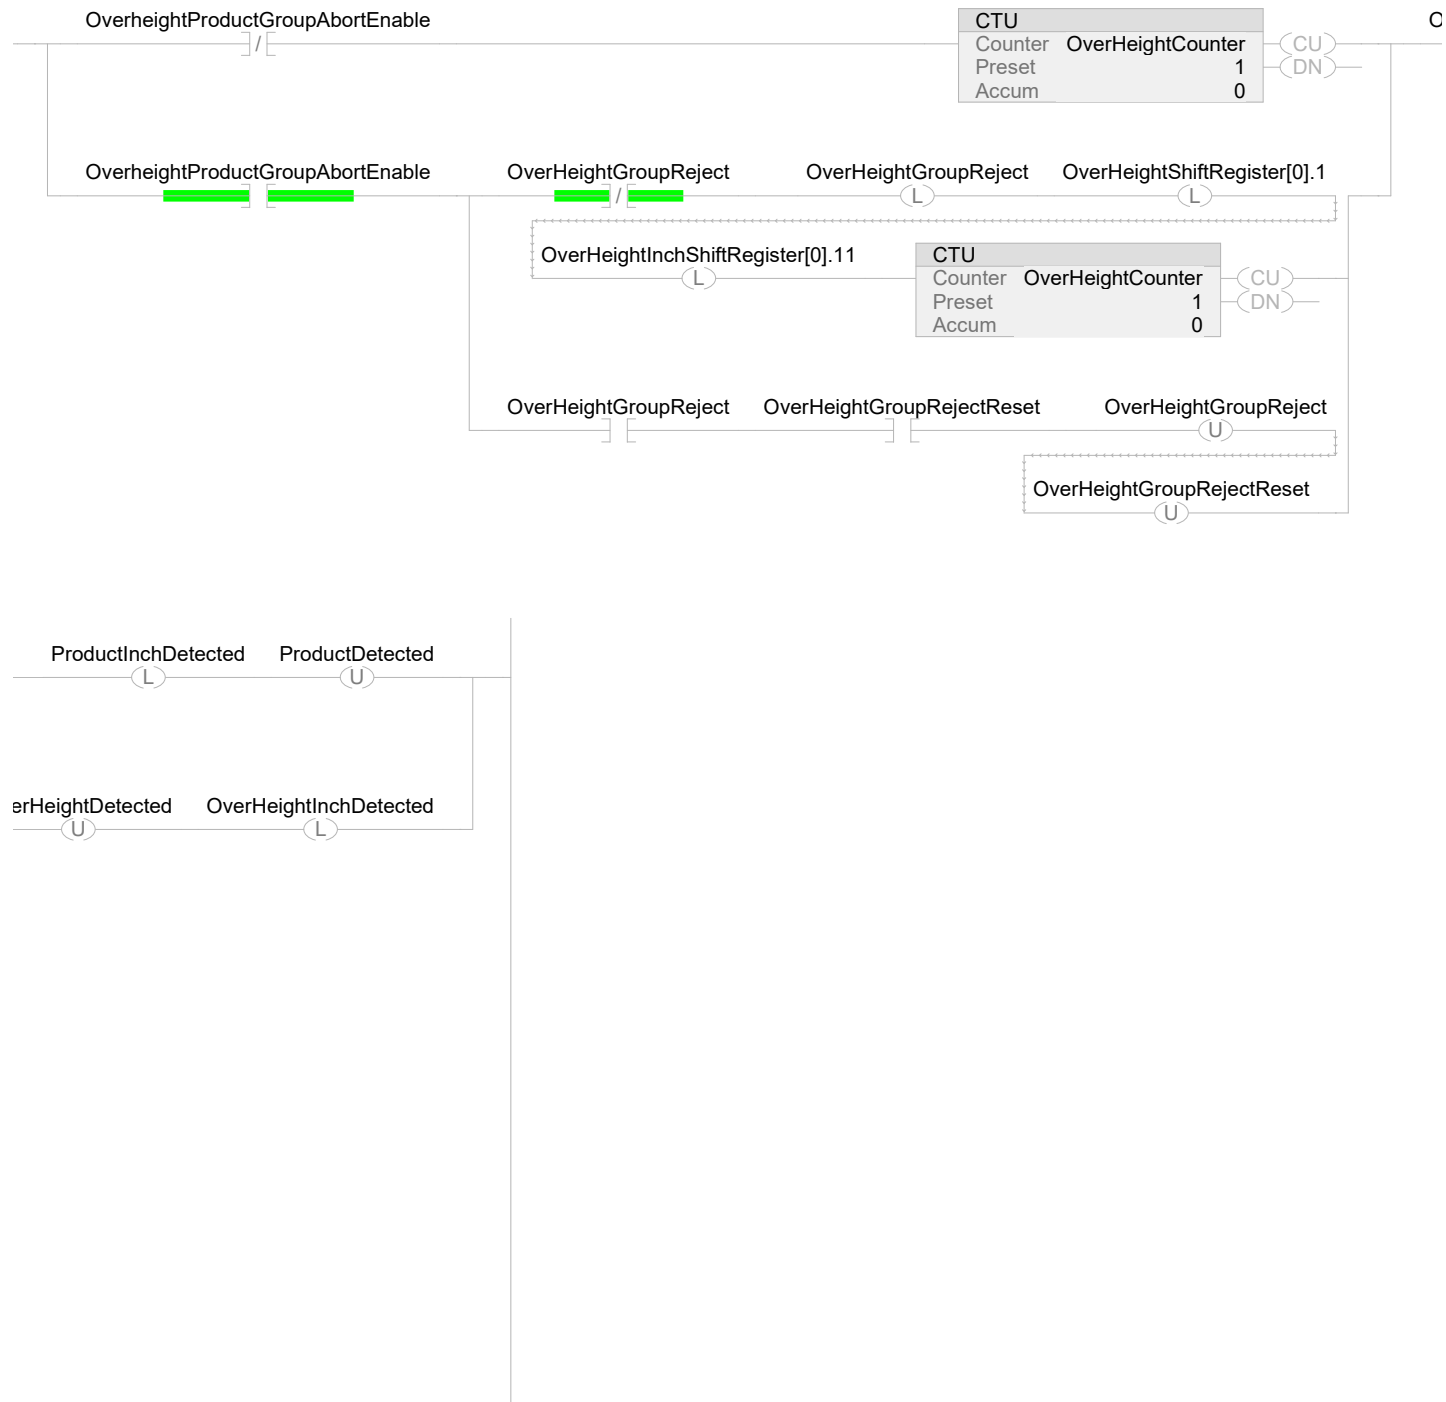 OverheightProductGroupAbortEnable
/
CTU
Counter OverHeightCounter
Preset 1
Accum 0
CU
DN
O
OverheightProductGroupAbortEnable
OverHeightGroupReject
/
OverHeightGroupReject
L
OverHeightShiftRegister[0].1
L
OverHeightInchShiftRegister[0].11
L
CTU
Counter OverHeightCounter
Preset 1
Accum 0
CU
DN
OverHeightGroupReject
OverHeightGroupRejectReset
OverHeightGroupReject
U
OverHeightGroupRejectReset
U
ProductInchDetected
L
ProductDetected
U
erHeightDetected
U
OverHeightInchDetected
L